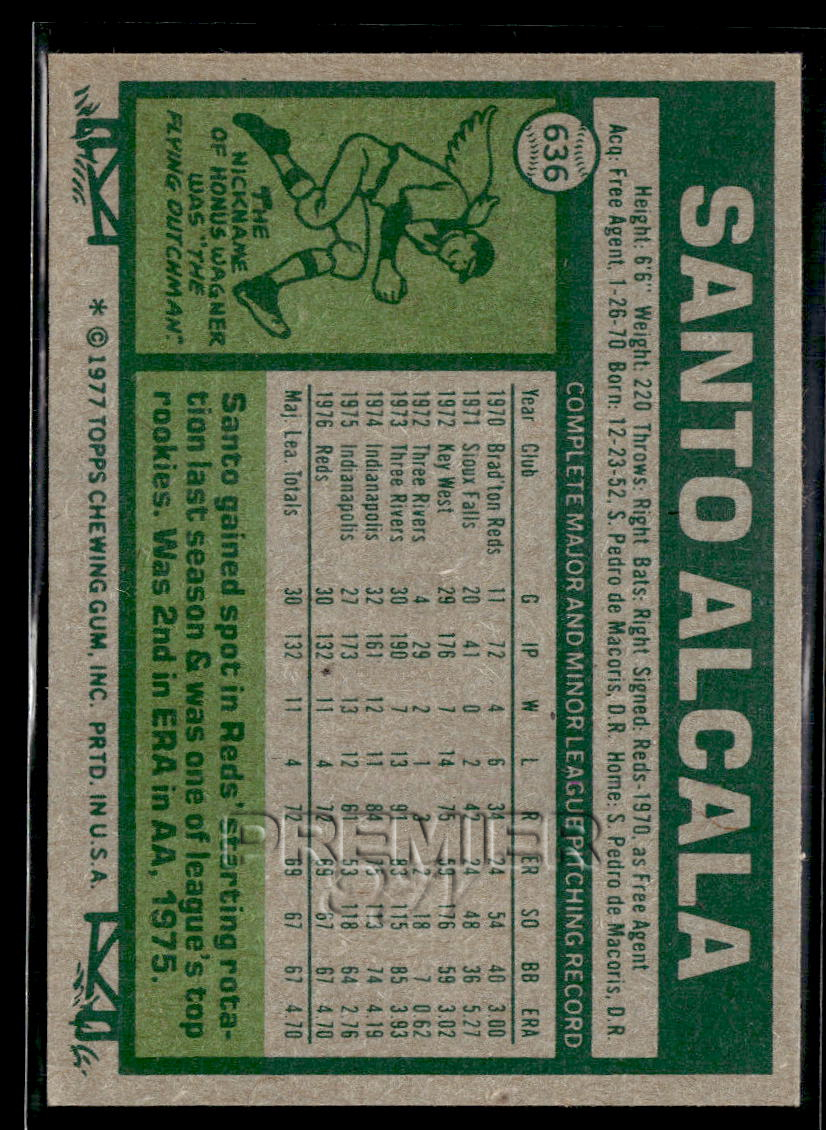 636
SANTO ALCALA
Height: 6'6" Weight: 220 Throws: Right Bats: Right Signed: Reds-1970, as Free Agent
Acq: Free Agent, 1-26-70 Born: 12-23-52, S. Pedro de Macoris, D.R. Home: S. Pedro de Macoris, D.R.
COMPLETE MAJOR AND MINOR LEAGUE PITCHING RECORD
Year Club G IP W L R ER SO BB ERA
1970 Brad'ton Reds 11 72 4 6 34 24 54 40 3.00
1971 Sioux Falls 20 41 0 2 42 24 48 36 5.27
1972 Key West 29 176 7 14 75 59 176 59 3.02
1972 Three Rivers 4 29 2 1 3 2 18 7 0.62
1973 Three Rivers 30 190 7 13 91 83 115 85 3.93
1974 Indianapolis 32 161 12 11 84 75 113 74 4.19
1975 Indianapolis 27 173 13 12 61 53 118 64 2.76
1976 Reds 30 132 11 4 72 69 67 67 4.70
Maj. Lea. Totals 30 132 11 4 72 69 67 67 4.70
THE
NICKNAME
OF HONUS WAGNER
WAS "THE
FLYING DUTCHMAN."
Santo gained spot in Reds' starting rota-
tion last season & was one of league's top
rookies. Was 2nd in ERA in AA, 1975.
* © 1977 TOPPS CHEWING GUM, INC. PRTD. IN U.S.A.
PREMIER